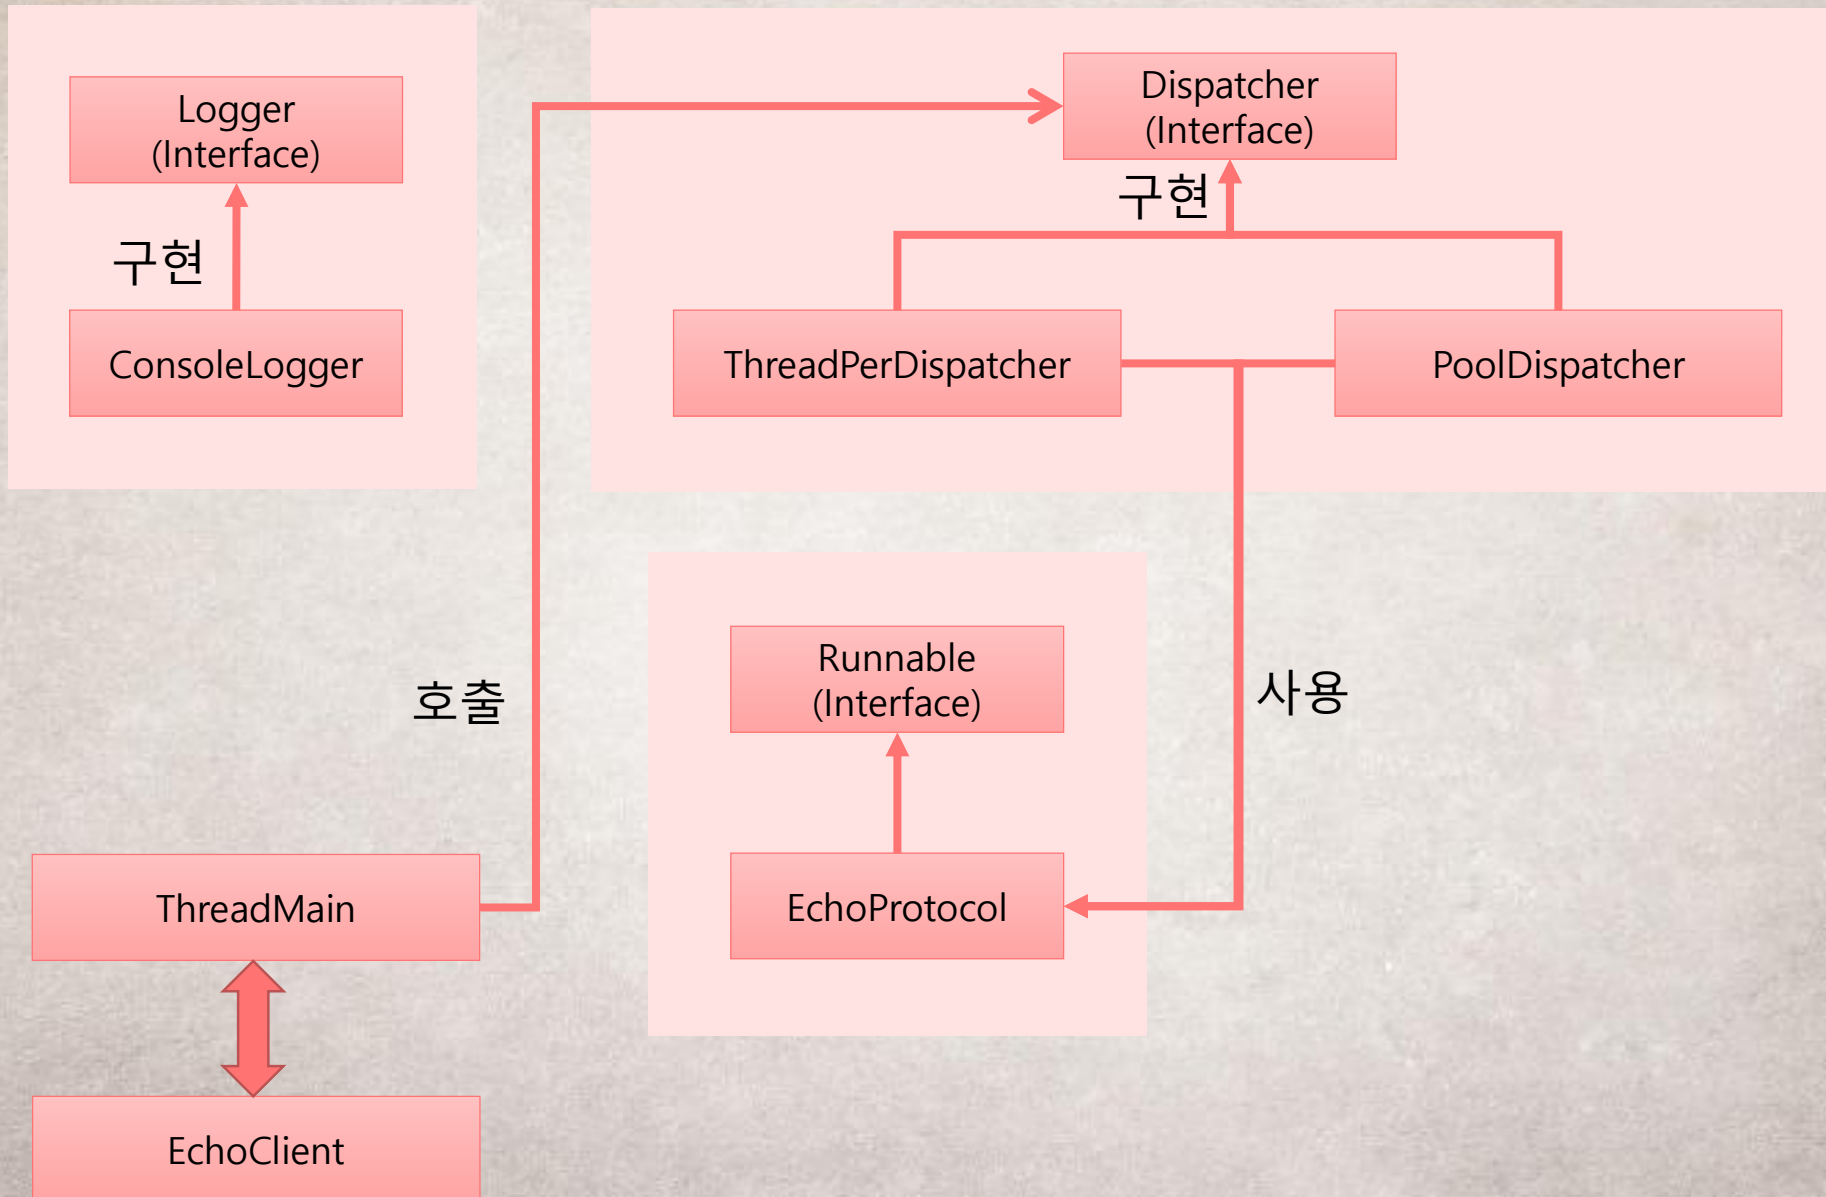 Logger
(Interface)
구현
ConsoleLogger
Dispatcher
(Interface)
구현
ThreadPerDispatcher
PoolDispatcher
호출
Runnable
(Interface)
사용
EchoProtocol
ThreadMain
EchoClient